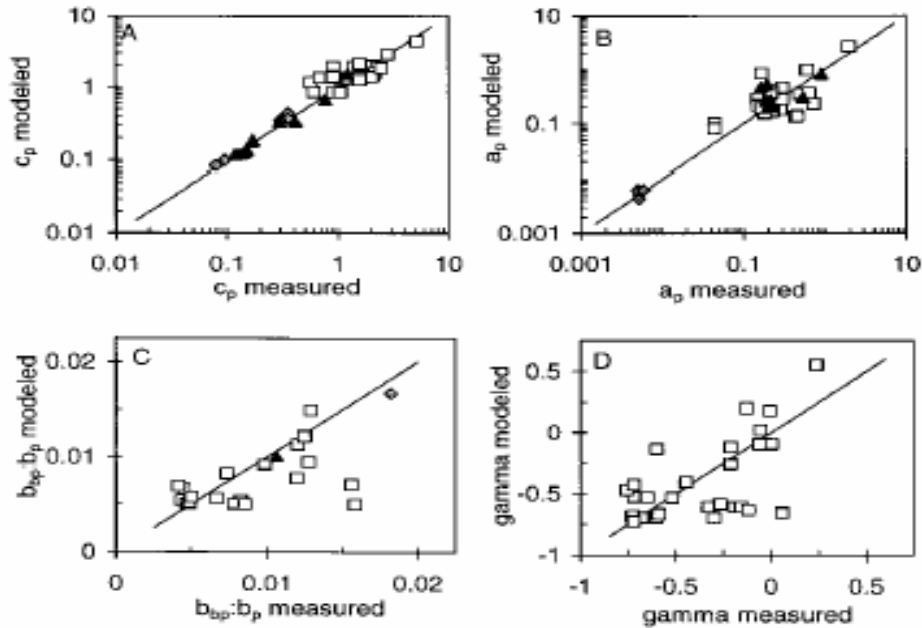 A
10
1
0.1
0.01
c_p modeled
0.01 0.1 1 10
c_p measured
B
10
0.1
0.001
a_p modeled
0.001 0.1 10
a_p measured
C
0.02
0.01
0
b_bp:b_p modeled
0 0.01 0.02
b_bp:b_p measured
D
0.5
0
-0.5
-1
gamma modeled
-1 -0.5 0 0.5
gamma measured